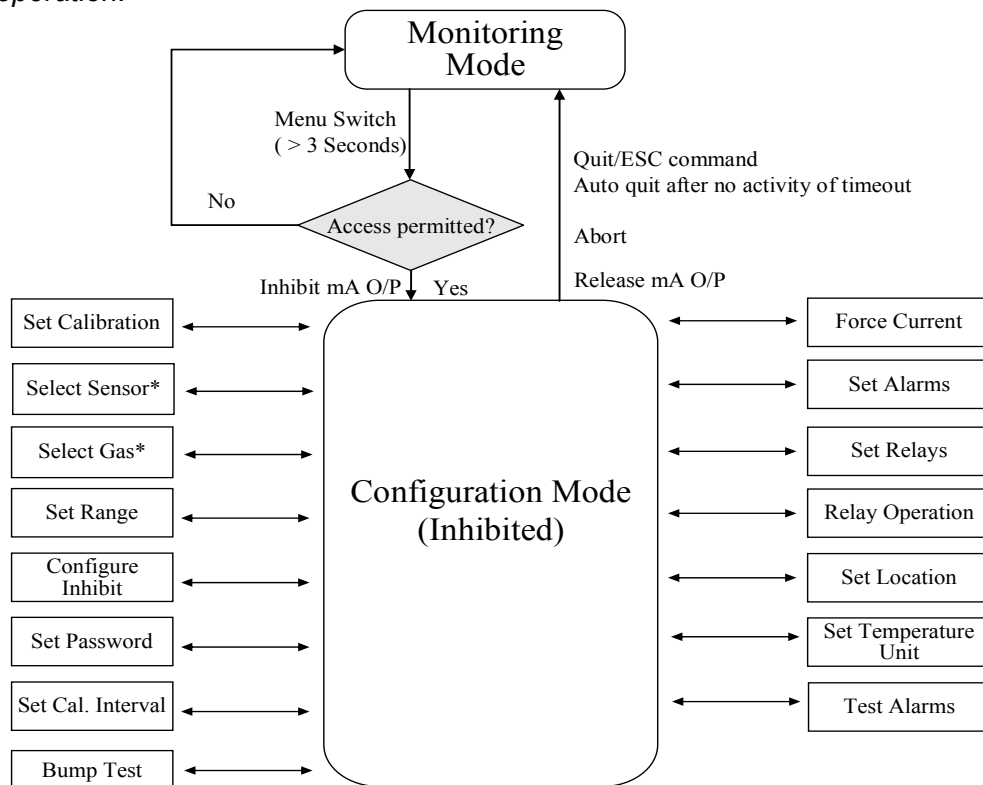 operation.
Monitoring
Mode
Menu Switch
( > 3 Seconds)
Quit/ESC command
Auto quit after no activity of timeout
No
Access permitted?
Abort
Inhibit mA O/P
Yes
Release mA O/P
Set Calibration
Force Current
Select Sensor*
Set Alarms
Select Gas*
Set Relays
Configuration Mode
(Inhibited)
Set Range
Relay Operation
Configure
Inhibit
Set Location
Set Password
Set Temperature
Unit
Set Cal. Interval
Test Alarms
Bump Test